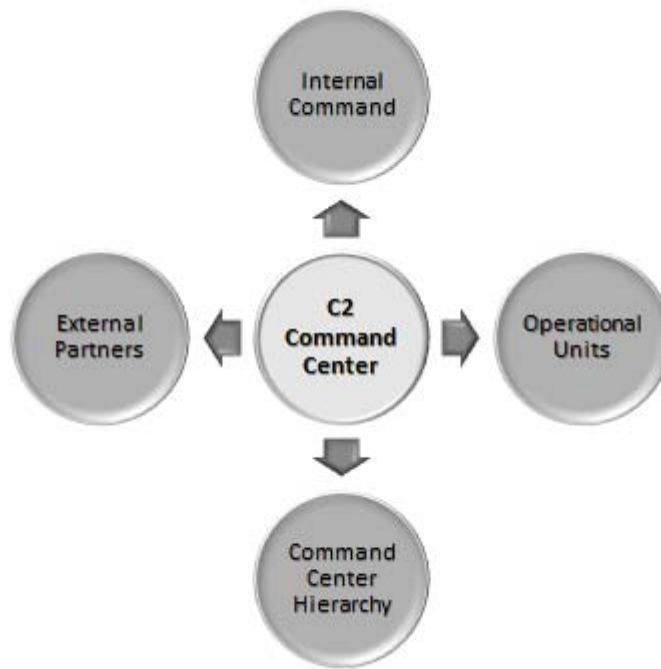 Internal
Command
External
Partners
C2
Command
Center
Operational
Units
Command
Center
Hierarchy